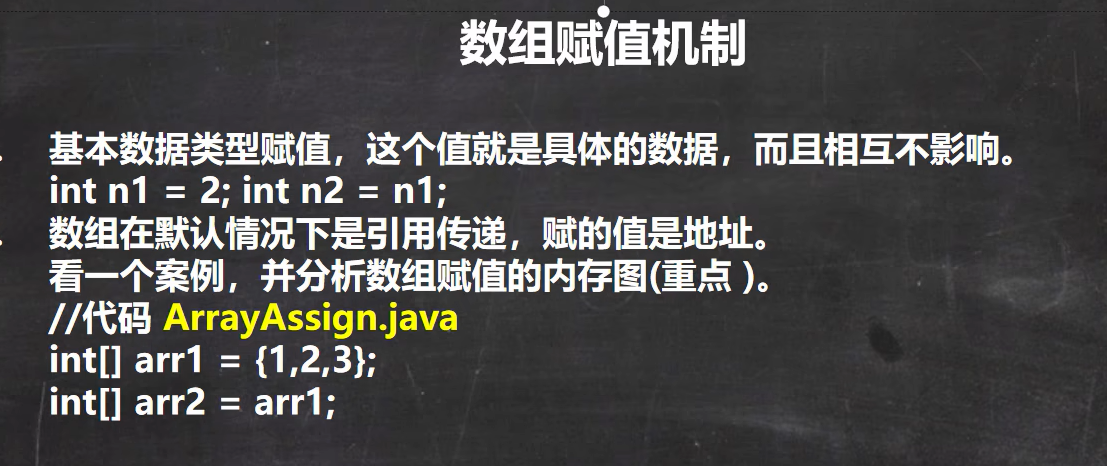 数组赋值机制
基本数据类型赋值，这个值就是具体的数据，而且相互不影响。
int n1 = 2; int n2 = n1;
数组在默认情况下是引用传递，赋的值是地址。
看一个案例，并分析数组赋值的内存图(重点 )。
//代码 ArrayAssign.java
int[] arr1 = {1,2,3};
int[] arr2 = arr1;